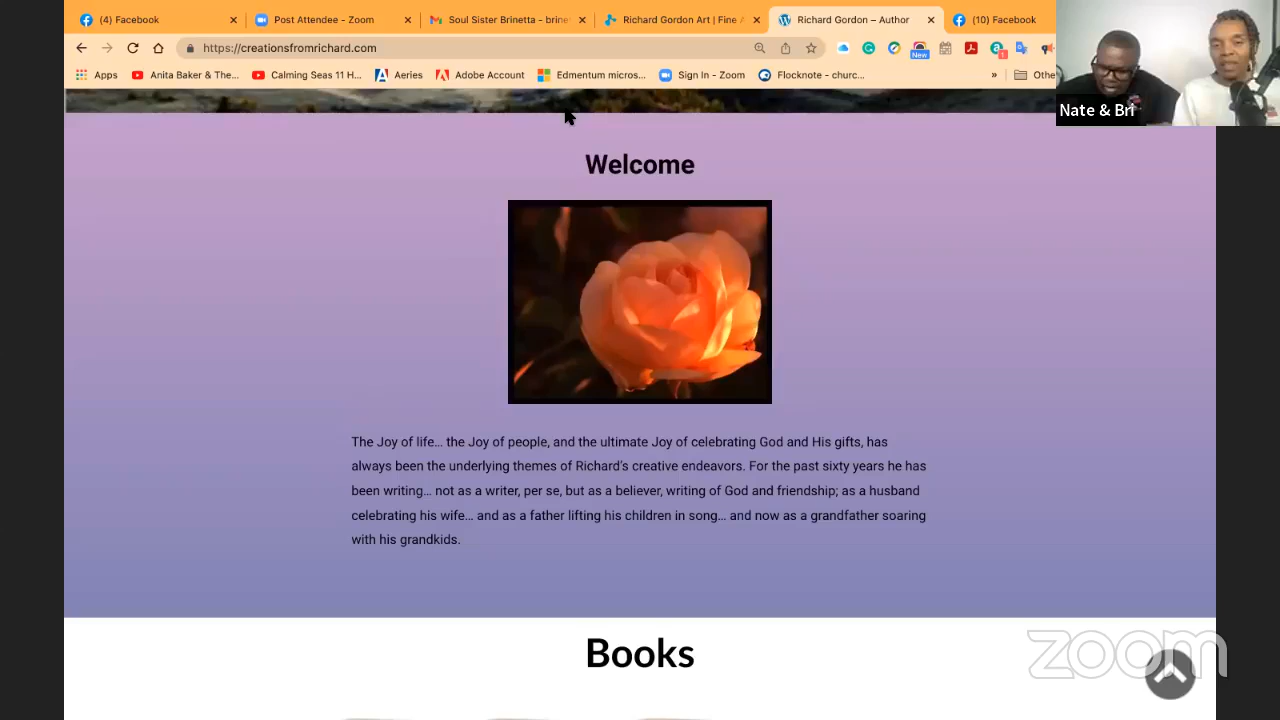 (4) Facebook
Post Attendee - Zoom
Soul Sister Brinetta - brine
Richard Gordon Art | Fine A
Richard Gordon – Author
(10) Facebook
https://creationsfromrichard.com
New
Apps
Anita Baker & The...
Calming Seas 11 H...
Aeries
Adobe Account
Edmentum micros...
Sign In - Zoom
Flocknote - churc...
»
Othe
Nate & Bri
Welcome
The Joy of life... the Joy of people, and the ultimate Joy of celebrating God and His gifts, has
always been the underlying themes of Richard's creative endeavors. For the past sixty years he has
been writing... not as a writer, per se, but as a believer, writing of God and friendship; as a husband
celebrating his wife... and as a father lifting his children in song... and now as a grandfather soaring
with his grandkids.
Books
zoom